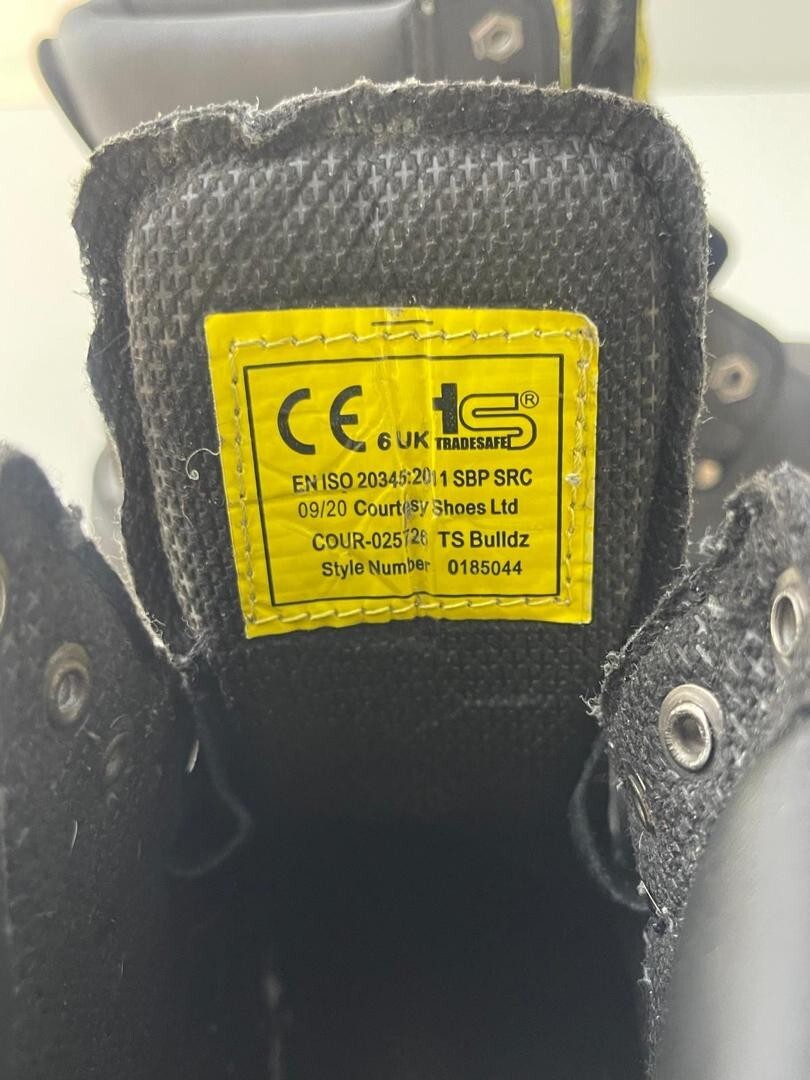 CE 6 UK TS®
TRADESAFE
EN ISO 20345:2011 SBP SRC
09/20 Courtesy Shoes Ltd
COUR-025726 TS Bulldz
Style Number 0185044